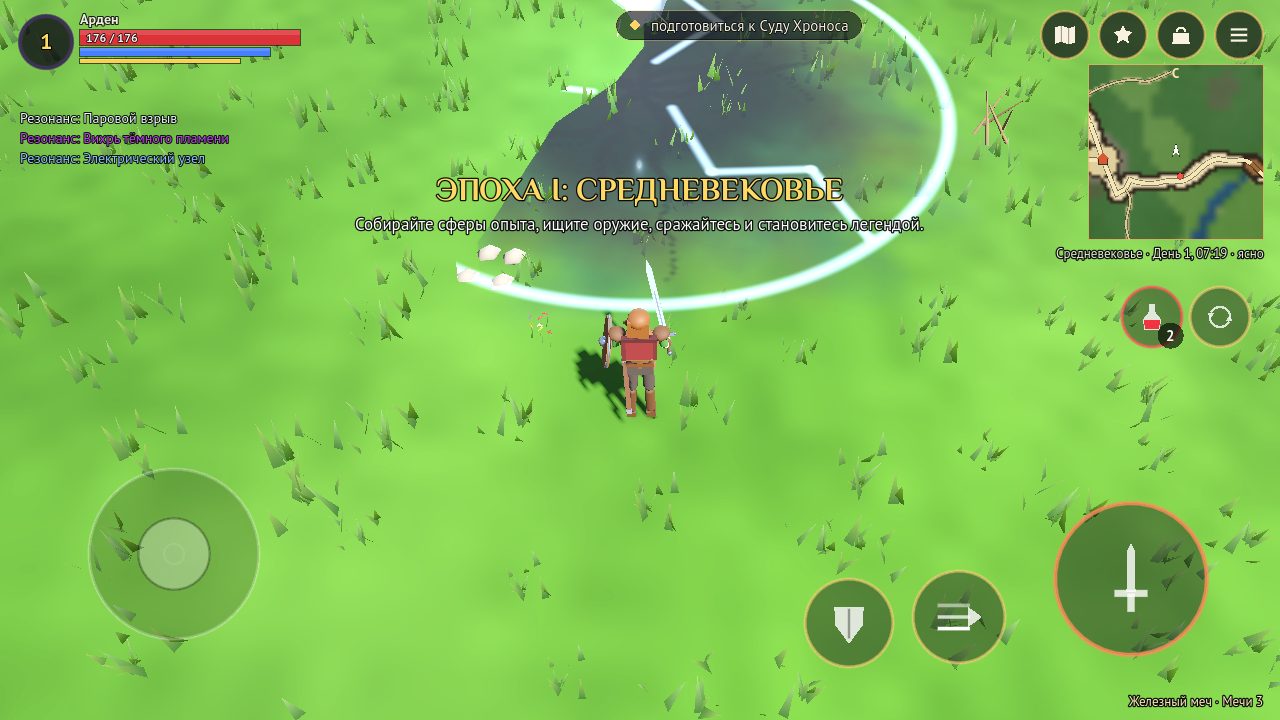 Арден
1
176 / 176
подготовиться к Суду Хроноса
С
Резонанс: Паровой взрыв
Резонанс: Вихрь тёмного пламени
Резонанс: Электрический узел
ЭПОХА I: СРЕДНЕВЕКОВЬЕ
Собирайте сферы опыта, ищите оружие, сражайтесь и становитесь легендой.
Средневековье · День 1, 07:19 · ясно
2
Железный меч · Мечи 3